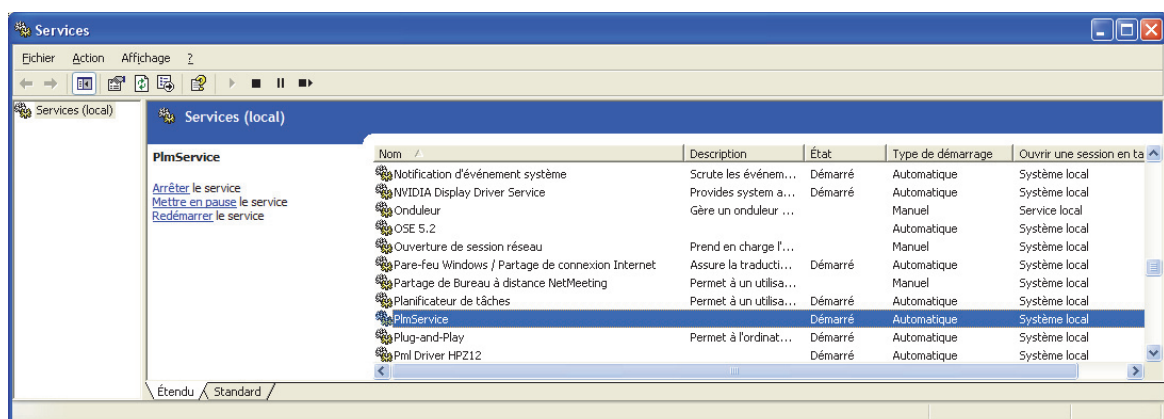 Services
Fichier Action Affichage ?
Services (local)
Services (local)
PlmService
Arrêter le service
Mettre en pause le service
Redémarrer le service
Nom Description État Type de démarrage Ouvrir une session en ta
Notification d'événement système Scrute les événem... Démarré Automatique Système local
NVIDIA Display Driver Service Provides system a... Démarré Automatique Système local
Onduleur Gère un onduleur ... Manuel Service local
OSE 5.2 Automatique Système local
Ouverture de session réseau Prend en charge l'... Manuel Système local
Pare-feu Windows / Partage de connexion Internet Assure la traducti... Démarré Automatique Système local
Partage de Bureau à distance NetMeeting Permet à un utilisa... Manuel Système local
Planificateur de tâches Permet à un utilisa... Démarré Automatique Système local
PlmService Démarré Automatique Système local
Plug-and-Play Permet à l'ordinat... Démarré Automatique Système local
Pml Driver HPZ12 Démarré Automatique Système local
Étendu Standard